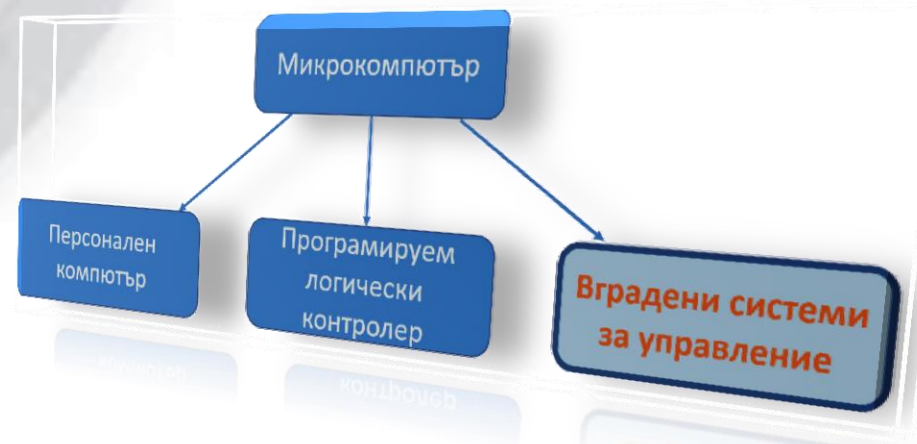 Микрокомпютър
Персонален
компютър
Програмируем
логически
контролер
Вградени системи
за управление